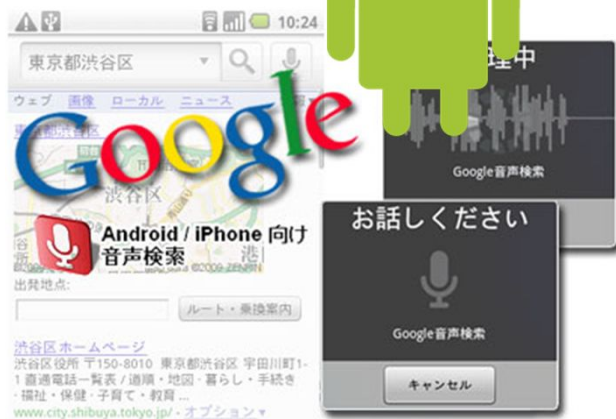 10:24
東京都渋谷区
ウェブ 画像 ローカル ニュース
Google
渋谷区
Android / iPhone 向け
音声検索
港
©2009 ZENRIN
出発地点:
ルート・乗換案内
渋谷区ホームページ
渋谷区役所 〒150-8010 東京都渋谷区 宇田川町1-
1 直通電話一覧表 / 道順・地図・暮らし・手続き
・福祉・保健・子育て・教育 ...
www.city.shibuya.tokyo.jp/ - オプション▼
理中
Google音声検索
お話しください
Google音声検索
キャンセル